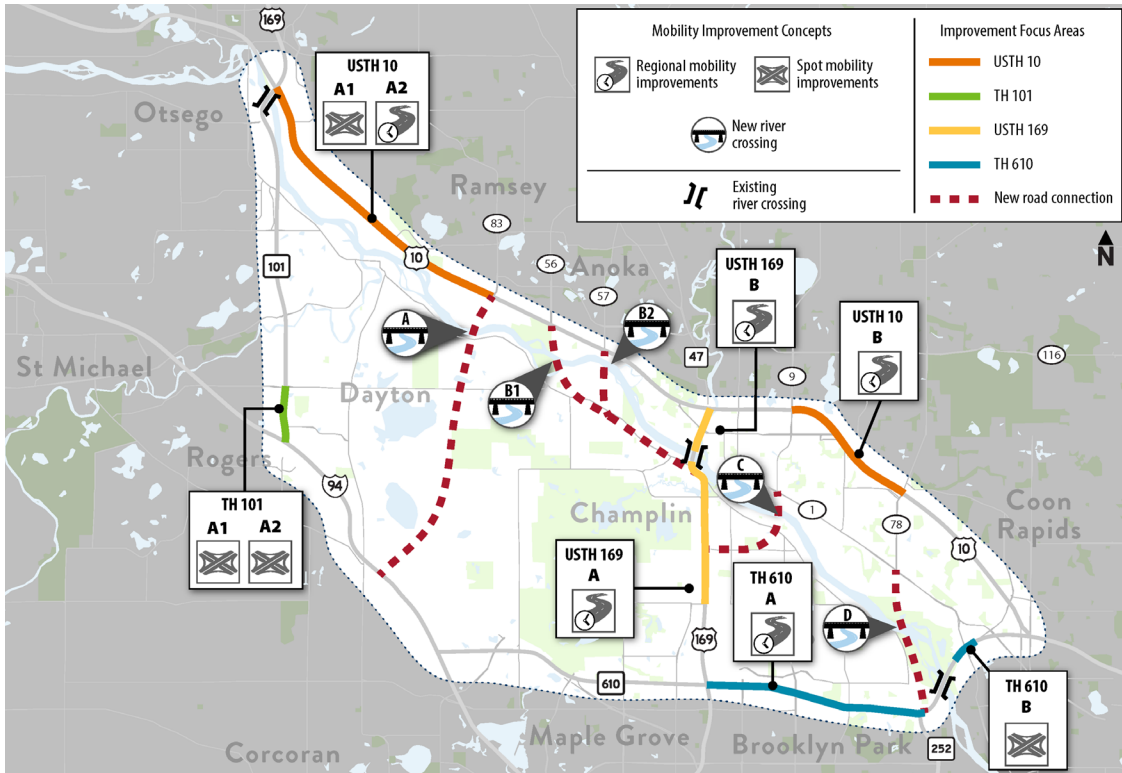 Mobility Improvement Concepts
Regional mobility
improvements
Spot mobility
improvements
New river
crossing
Existing
river crossing
Improvement Focus Areas
USTH 10
TH 101
USTH 169
TH 610
New road connection
N
169
Otsego
USTH 10
A1 A2
Ramsey
83
10
101
56
Anoka
57
USTH 169
B
B2
A
USTH 10
B
47
116
9
St Michael
Dayton
B1
Rogers
94
C
Champlin
1
78
Coon
Rapids
10
TH 101
A1 A2
USTH 169
A
TH 610
A
D
169
610
TH 610
B
Maple Grove
Brooklyn Park
252
Corcoran